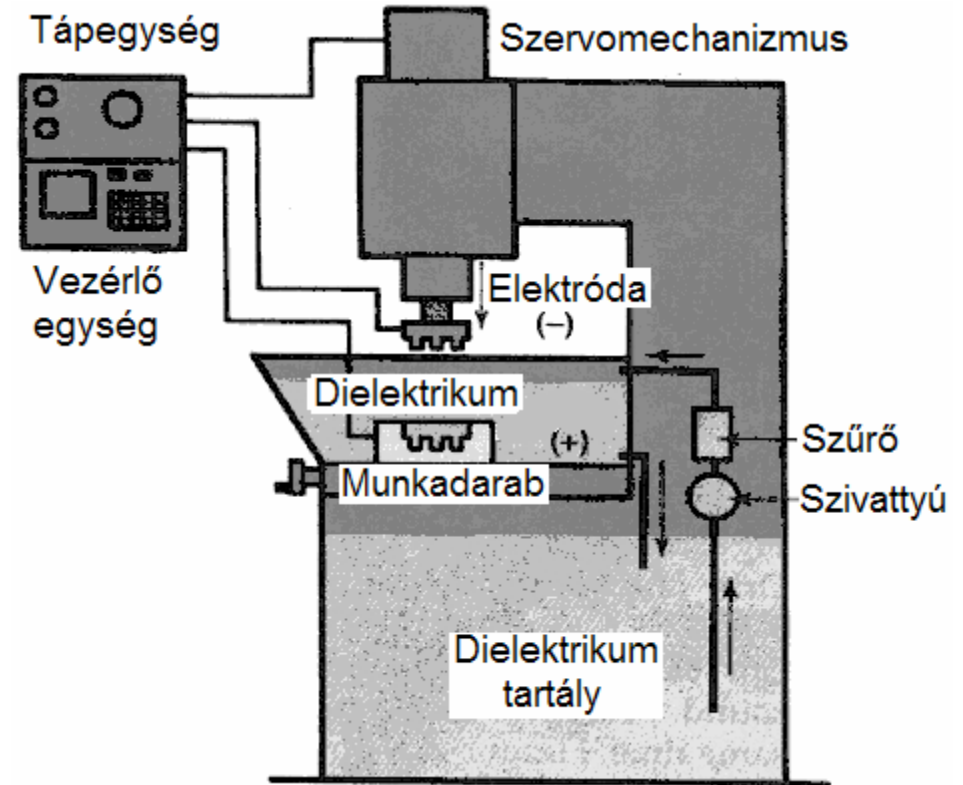 Tápegység
Szervomechanizmus
Vezérlő
egység
Elektróda
(–)
Dielektrikum
(+)
Munkadarab
Szűrő
Szivattyú
Dielektrikum
tartály